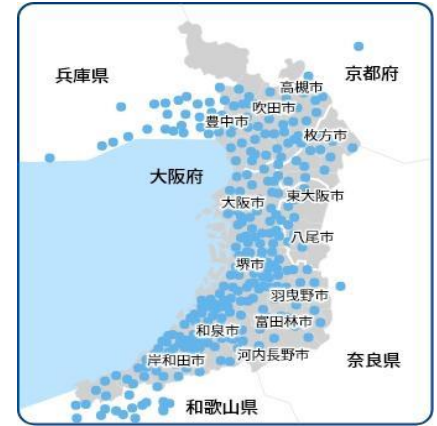 兵庫県
京都府
高槻市
吹田市
豊中市
枚方市
大阪府
東大阪市
大阪市
八尾市
堺市
羽曳野市
富田林市
和泉市
河内長野市
岸和田市
奈良県
和歌山県